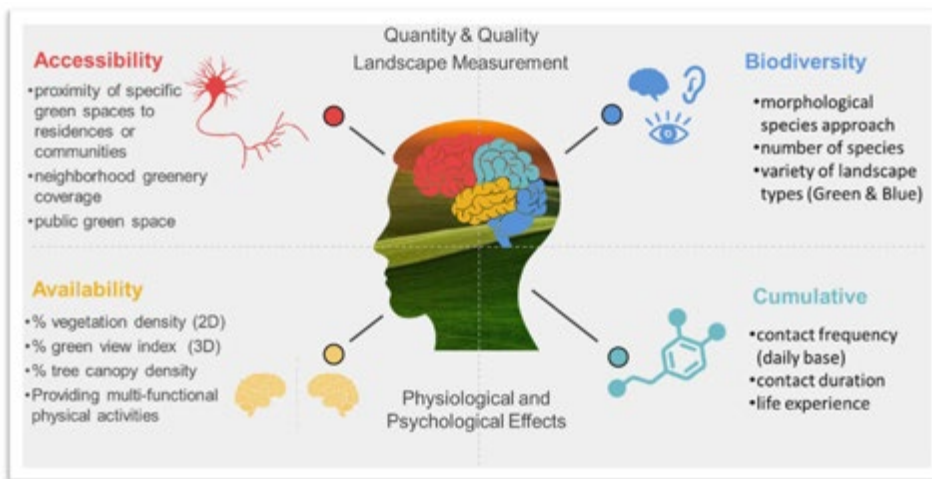 Quantity & Quality
Landscape Measurement
Accessibility
•proximity of specific
green spaces to
residences or
communities
•neighborhood greenery
coverage
•public green space
Biodiversity
•morphological
species approach
•number of species
•variety of landscape
types (Green & Blue)
Availability
•% vegetation density (2D)
•% green view index (3D)
•% tree canopy density
•Providing multi-functional
physical activities
Cumulative
•contact frequency
(daily base)
•contact duration
•life experience
Physiological and
Psychological Effects